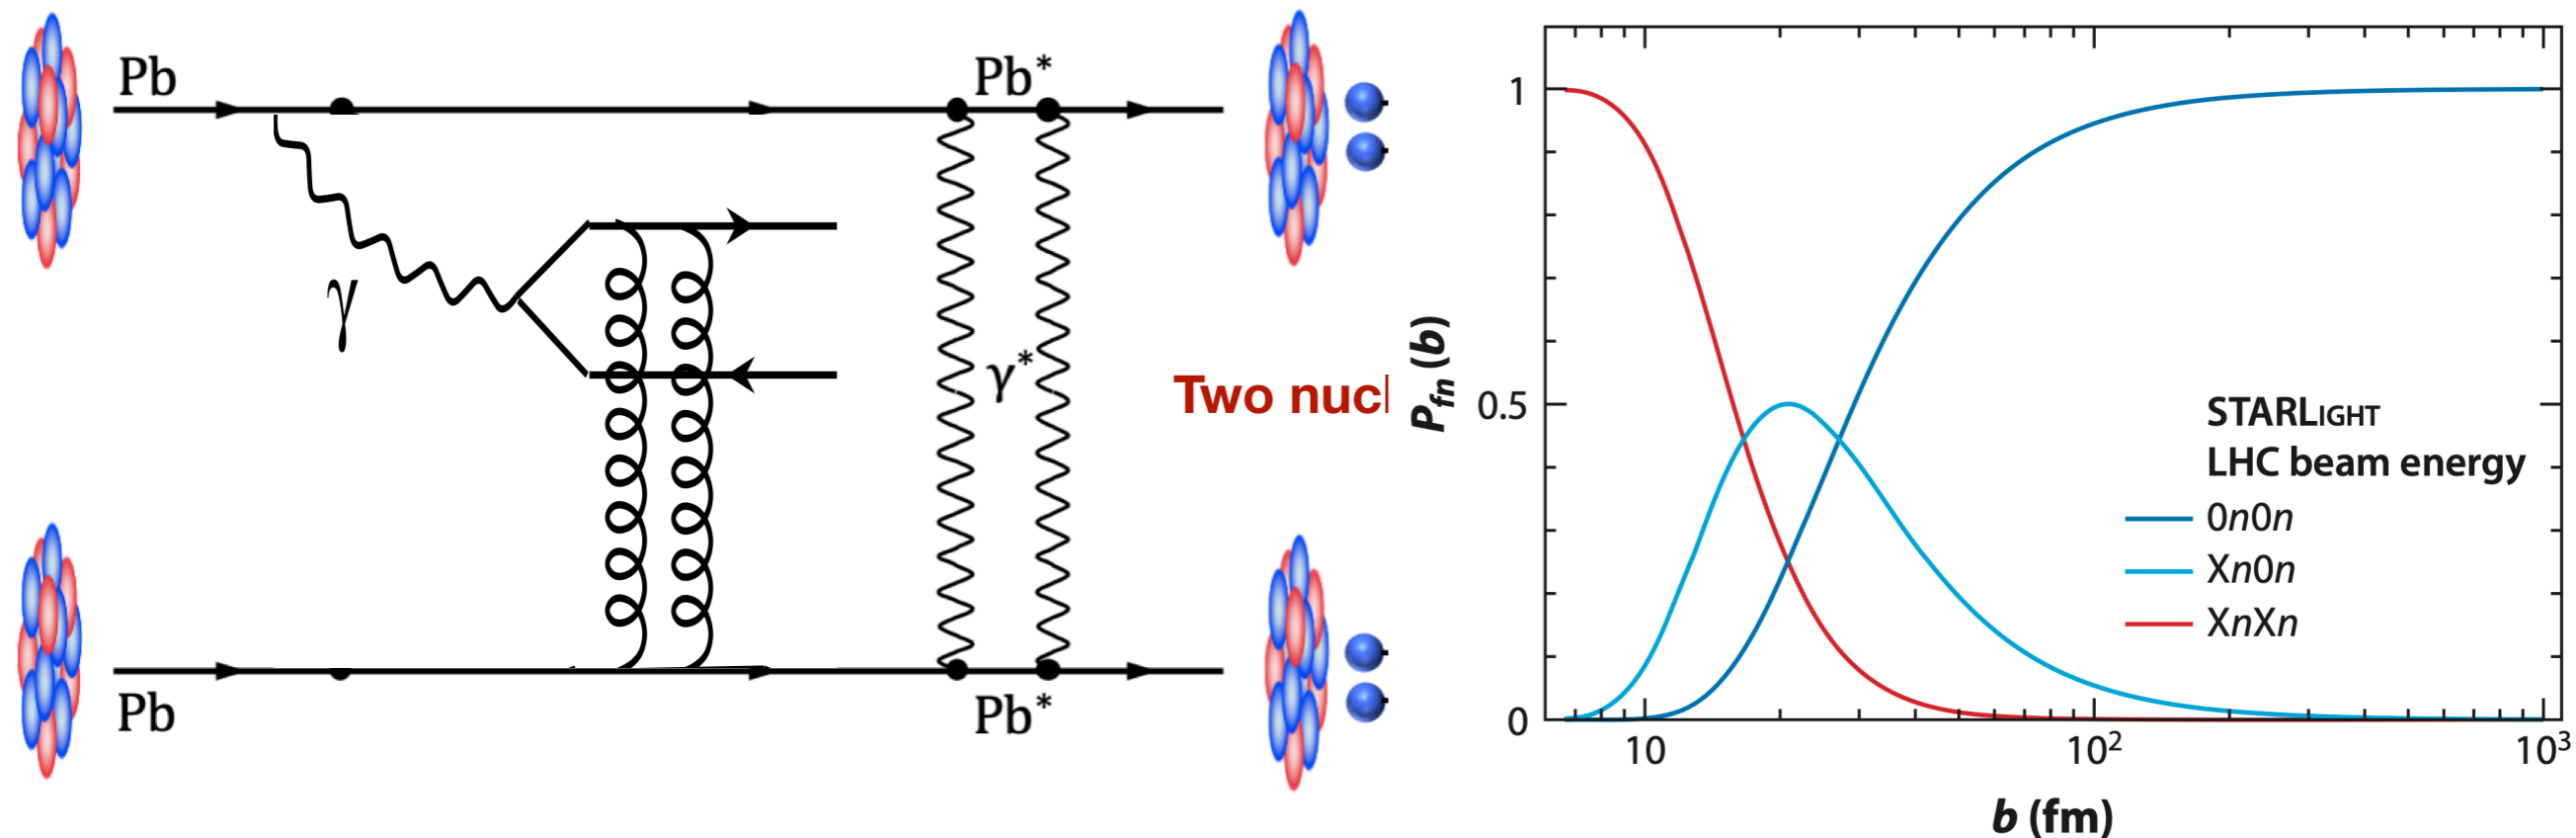 Pb
Pb*
γ
γ*
Two nucl
Pb
Pb*
P_fn (b)
1
0.5
0
STARLIGHT
LHC beam energy
0n0n
Xn0n
XnXn
10
10²
10³
b (fm)